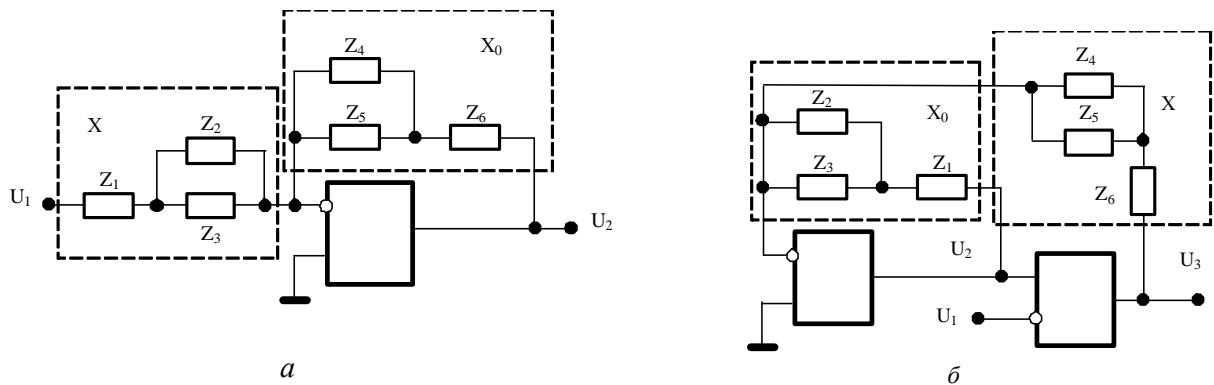 Z₄
X₀
X
Z₂
Z₅
Z₆
U₁
Z₁
Z₃
U₂
а
Z₄
Z₂
X₀
X
Z₅
Z₃
Z₁
Z₆
U₂
U₃
U₁
б